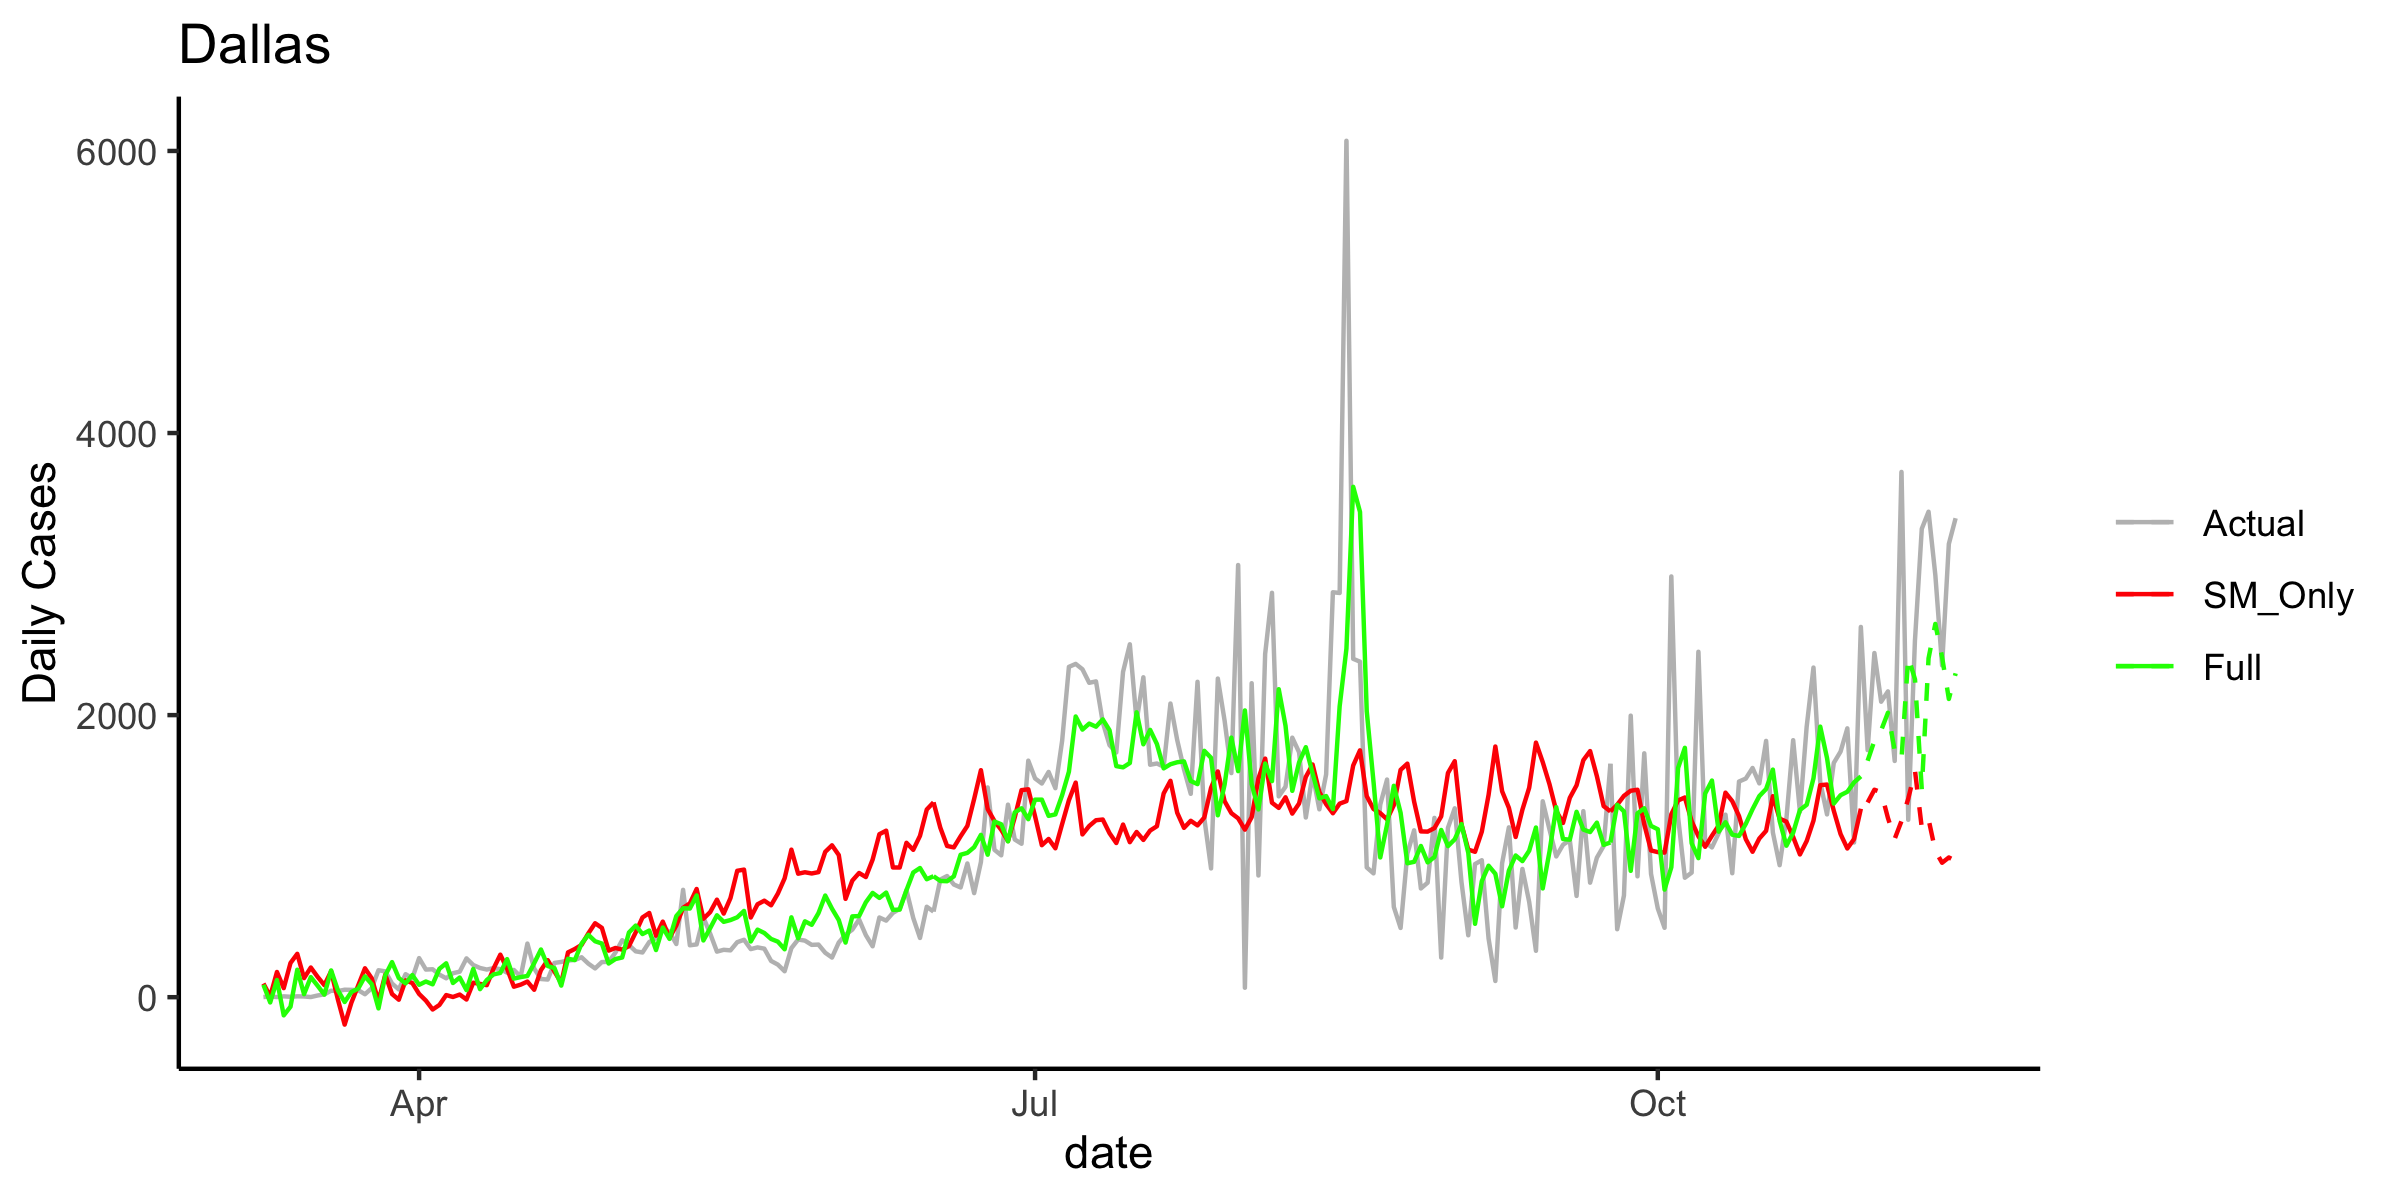 Dallas
6000
4000
2000
0
Daily Cases
Apr
Jul
Oct
date
Actual
SM_Only
Full